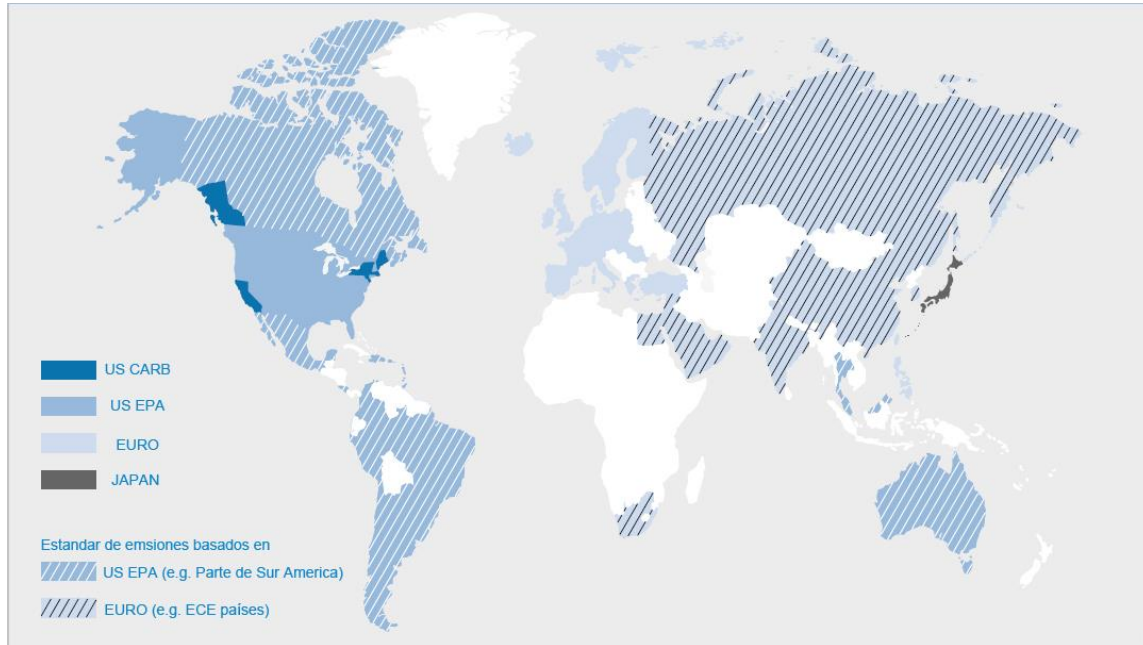 US CARB
US EPA
EURO
JAPAN
Estandar de emsiones basados en
US EPA (e.g. Parte de Sur America)
EURO (e.g. ECE países)